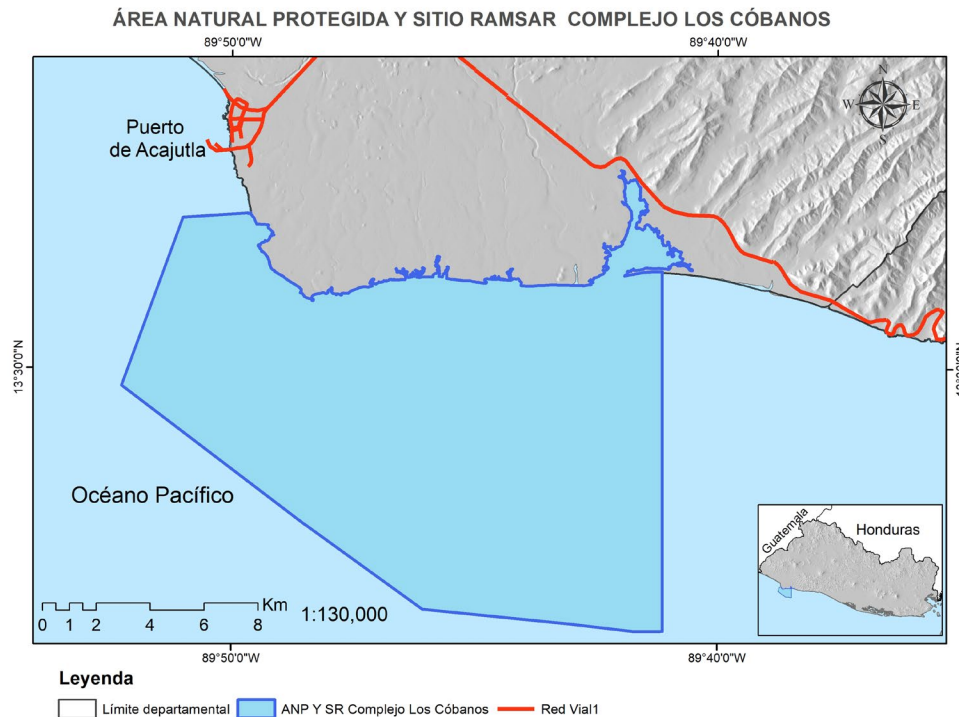 ÁREA NATURAL PROTEGIDA Y SITIO RAMSAR COMPLEJO LOS CÓBANOS
89°50'0"W
89°40'0"W
N
W
E
S
Puerto
de Acajutla
13°30'0"N
Océano Pacífico
Guatemala
Honduras
Km
0 1 2 4 6 8
1:130,000
89°50'0"W
89°40'0"W
Leyenda
Límite departamental
ANP Y SR Complejo Los Cóbanos
Red Vial1